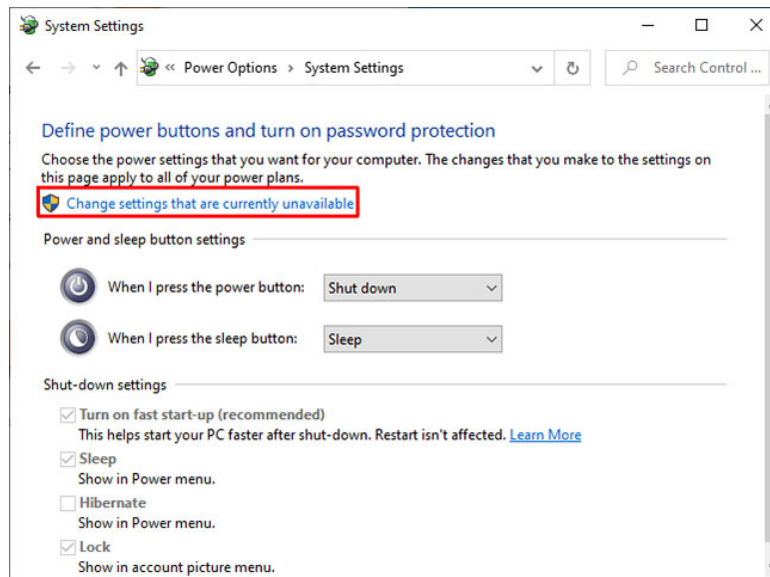 System Settings
« Power Options > System Settings
Search Control ...
Define power buttons and turn on password protection
Choose the power settings that you want for your computer. The changes that you make to the settings on
this page apply to all of your power plans.
Change settings that are currently unavailable
Power and sleep button settings
When I press the power button: Shut down
When I press the sleep button: Sleep
Shut-down settings
Turn on fast start-up (recommended)
This helps start your PC faster after shut-down. Restart isn't affected. Learn More
Sleep
Show in Power menu.
Hibernate
Show in Power menu.
Lock
Show in account picture menu.